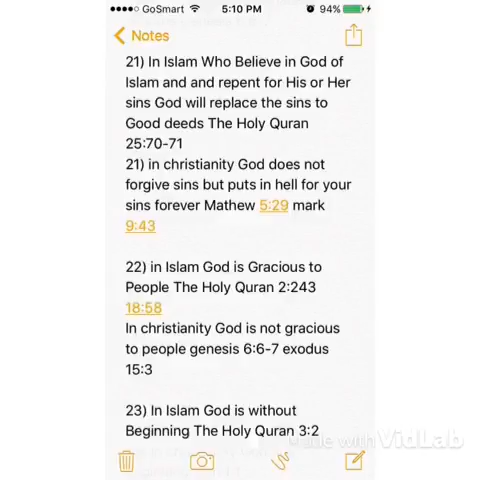 GoSmart 5:10 PM 94%
Notes
21) In Islam Who Believe in God of
Islam and and repent for His or Her
sins God will replace the sins to
Good deeds The Holy Quran
25:70-71
21) in christianity God does not
forgive sins but puts in hell for your
sins forever Mathew 5:29 mark
9:43
22) in Islam God is Gracious to
People The Holy Quran 2:243
18:58
In christianity God is not gracious
to people genesis 6:6-7 exodus
15:3
23) In Islam God is without
Beginning The Holy Quran 3:2
Made with VidLab